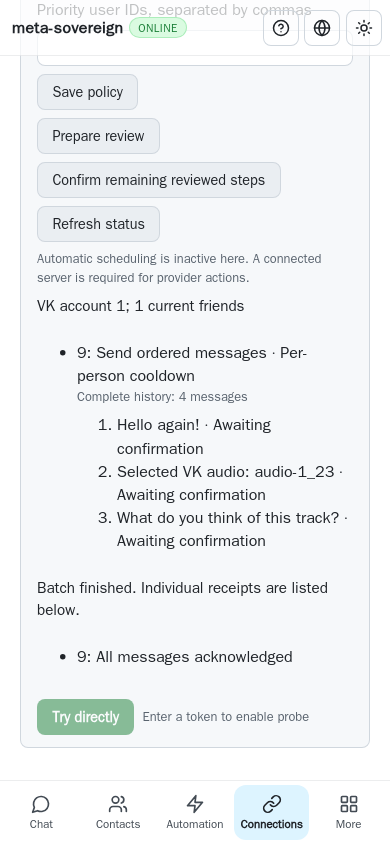 Priority user IDs, separated by commas
meta-sovereign ONLINE
Save policy
Prepare review
Confirm remaining reviewed steps
Refresh status
Automatic scheduling is inactive here. A connected
server is required for provider actions.
VK account 1; 1 current friends
• 9: Send ordered messages · Per-
person cooldown
Complete history: 4 messages
1. Hello again! · Awaiting
confirmation
2. Selected VK audio: audio-1_23 ·
Awaiting confirmation
3. What do you think of this track? ·
Awaiting confirmation
Batch finished. Individual receipts are listed
below.
• 9: All messages acknowledged
Try directly Enter a token to enable probe
Chat Contacts Automation Connections More